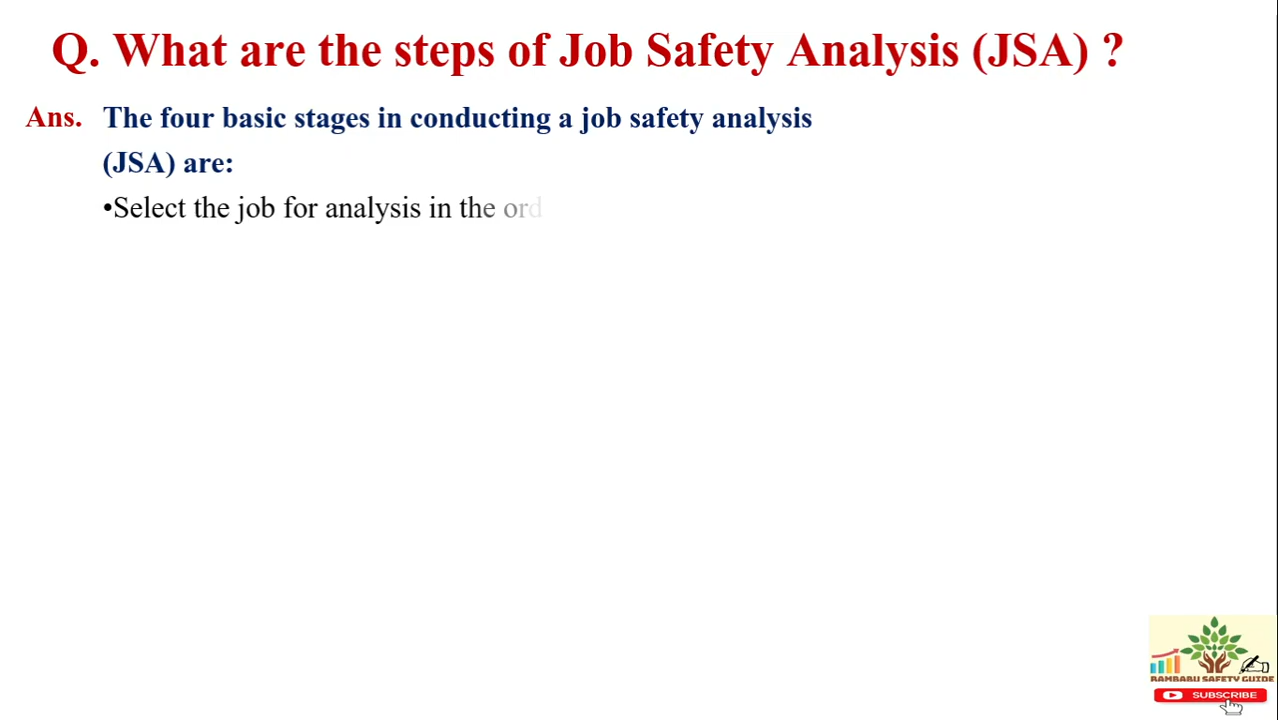 Q. What are the steps of Job Safety Analysis (JSA) ?
Ans. The four basic stages in conducting a job safety analysis
(JSA) are:
•Select the job for analysis in the ord
RAMBABU SAFETY GUIDE
SUBSCRIBE